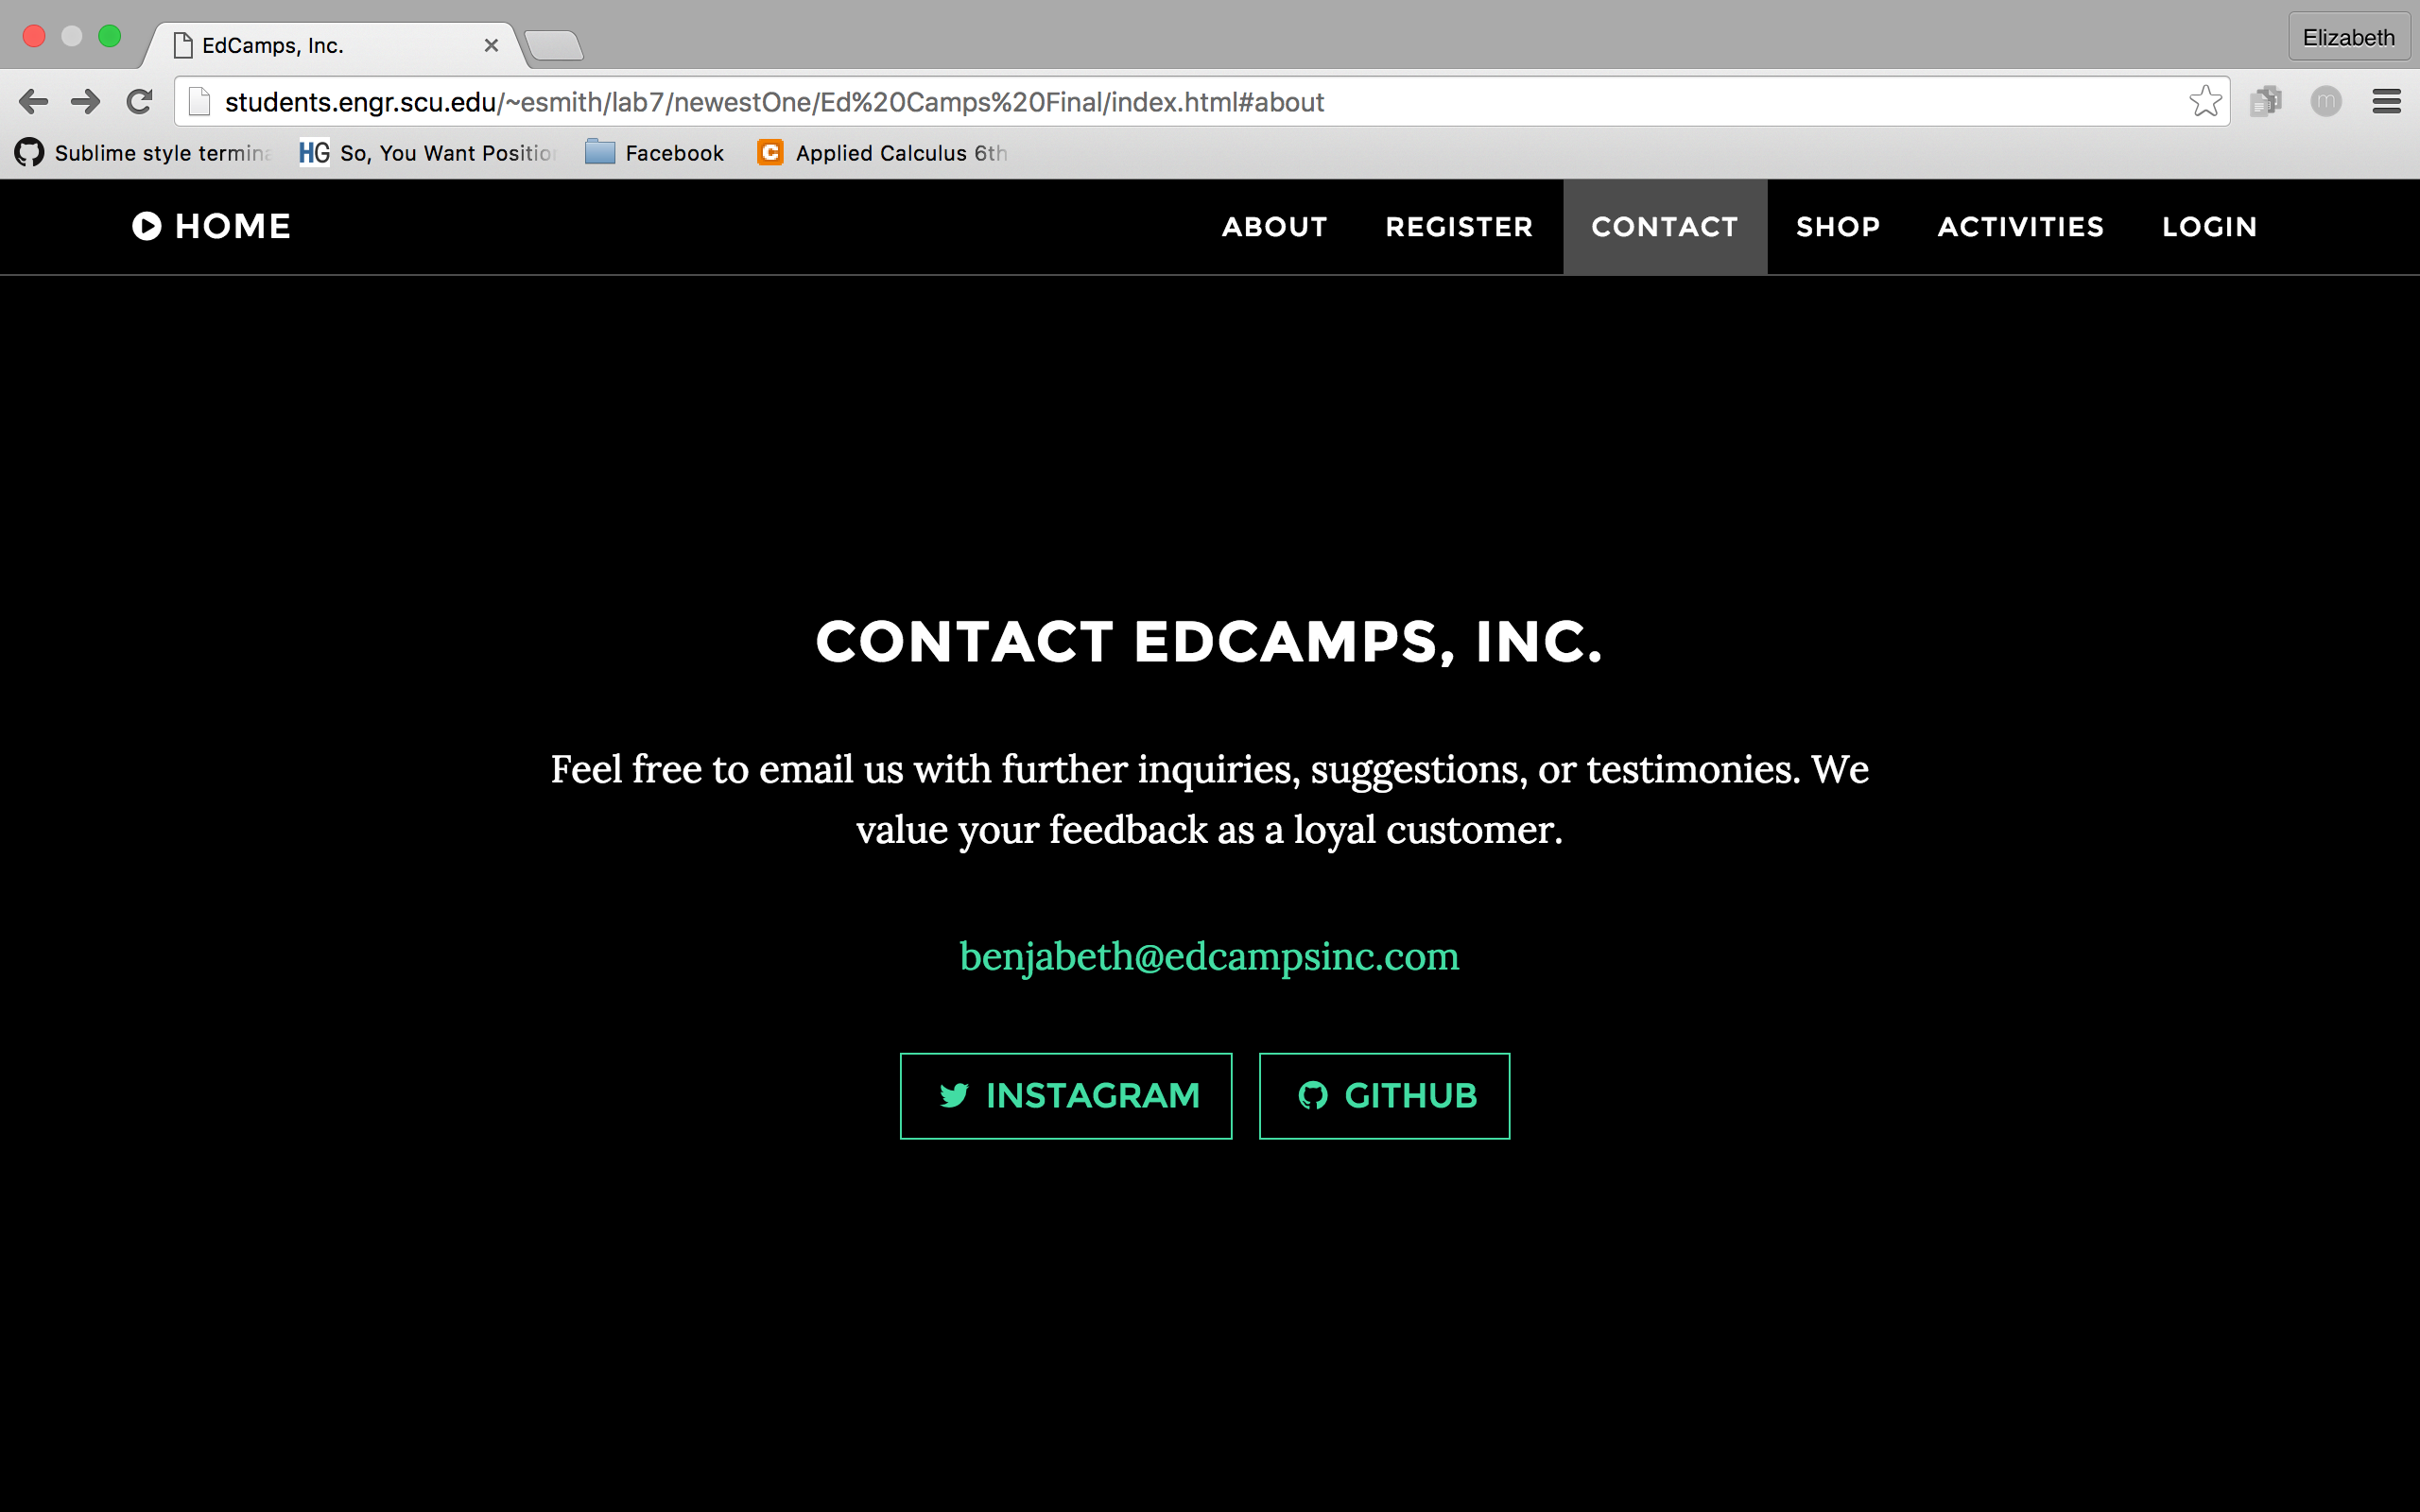 EdCamps, Inc.
Elizabeth
students.engr.scu.edu/~esmith/lab7/newestOne/Ed%20Camps%20Final/index.html#about
m
Sublime style termina HG So, You Want Position Facebook C Applied Calculus 6th
HOME ABOUT REGISTER CONTACT SHOP ACTIVITIES LOGIN
CONTACT EDCAMPS, INC.
Feel free to email us with further inquiries, suggestions, or testimonies. We
value your feedback as a loyal customer.
benjabeth@edcampsinc.com
INSTAGRAM GITHUB